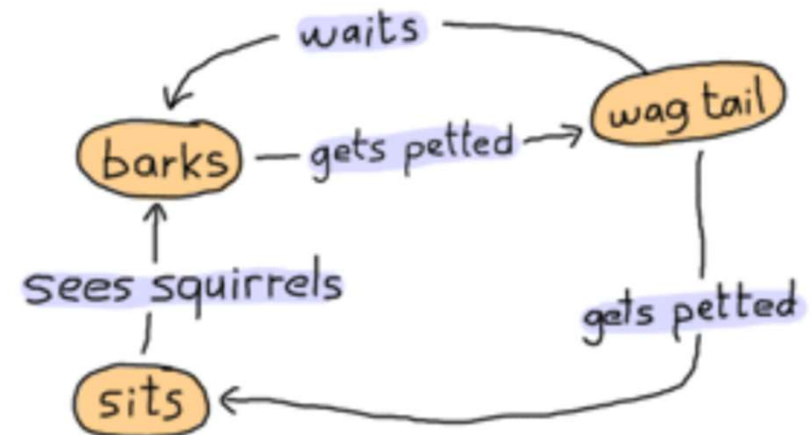 waits
wag tail
barks
gets petted
sees squirrels
gets petted
sits